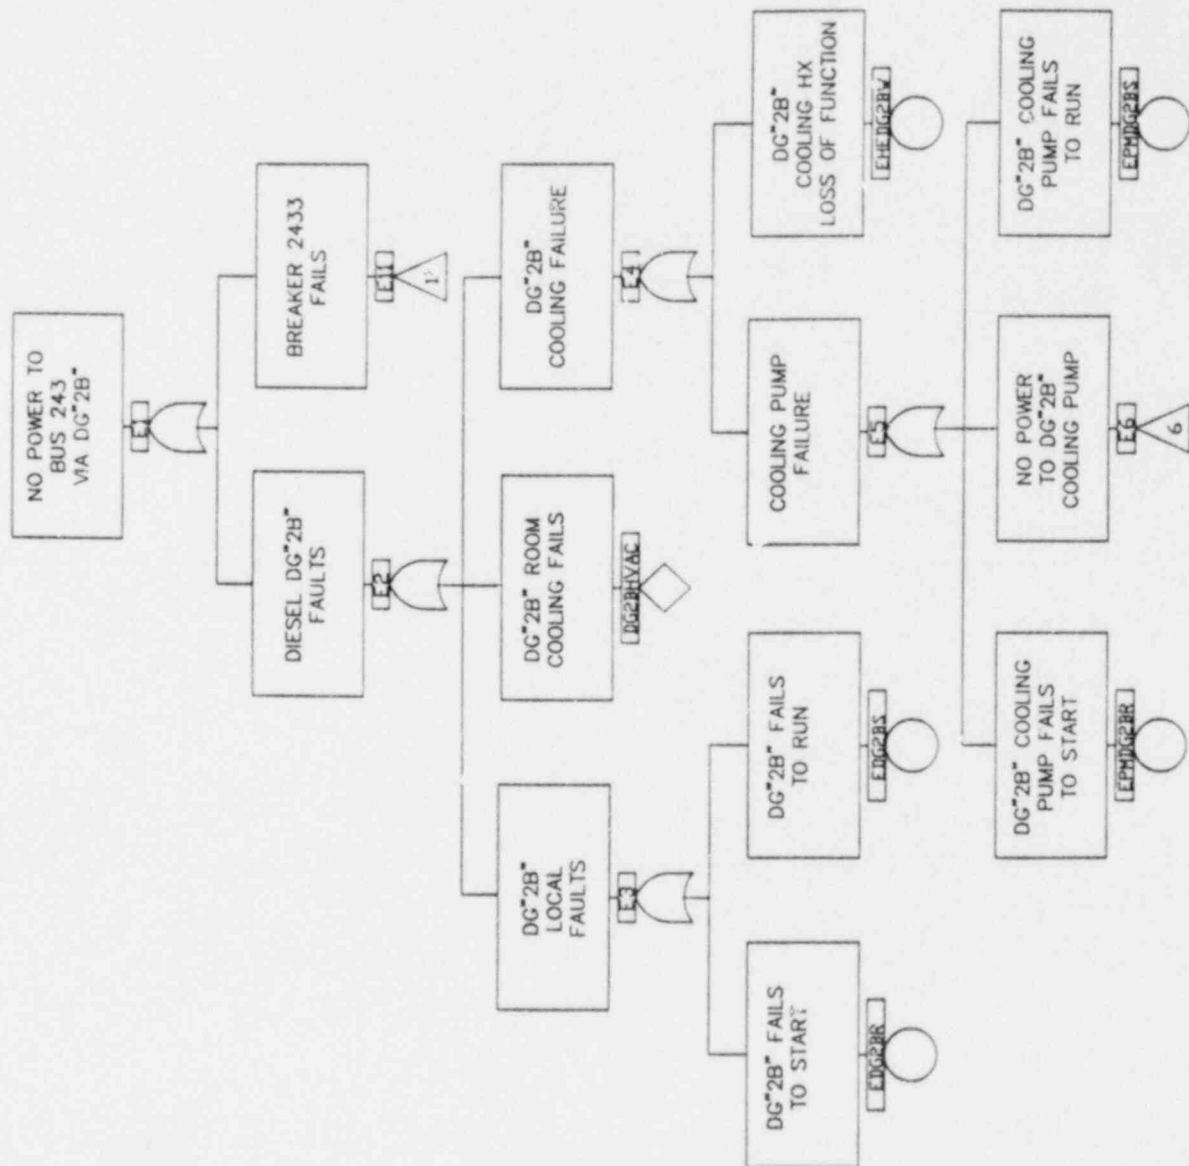 NO POWER TO
BUS 243
VIA DG"2B"
E1
DIESEL DG"2B"
FAULTS
E2
BREAKER 2433
FAILS
E11
DG"2B"
LOCAL
FAULTS
E3
DG"2B" ROOM
COOLING FAILS
DG2BHVAC
DG"2B"
COOLING FAILURE
E4
DG"2B" FAILS
TO START
EDG2BR
DG"2B" FAILS
TO RUN
EDG2BS
COOLING PUMP
FAILURE
E5
DG"2B"
COOLING HX
LOSS OF FUNCTION
EHEDG2BW
DG"2B" COOLING
PUMP FAILS
TO START
EPMDG2BR
NO POWER
TO DG"2B"
COOLING PUMP
E6
6
DG"2B" COOLING
PUMP FAILS
TO RUN
EPMDG2BS